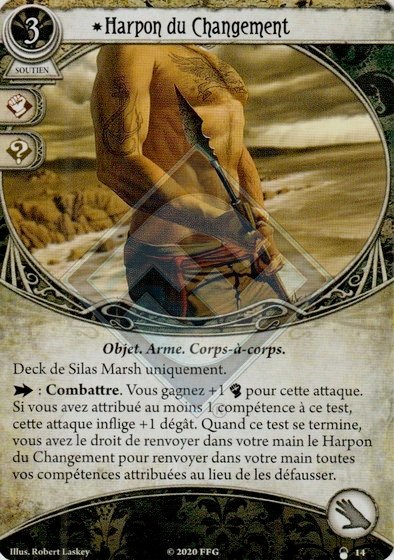 3
*Harpon du Changement
SOUTIEN
?
Objet. Arme. Corps-à-corps.
Deck de Silas Marsh uniquement.
: Combattre. Vous gagnez +1 pour cette attaque.
Si vous avez attribué au moins 1 compétence à ce test,
cette attaque inflige +1 dégât. Quand ce test se termine,
vous avez le droit de renvoyer dans votre main le Harpon
du Changement pour renvoyer dans votre main toutes
vos compétences attribuées au lieu de les défausser.
Illus. Robert Laskey
© 2020 FFG
14